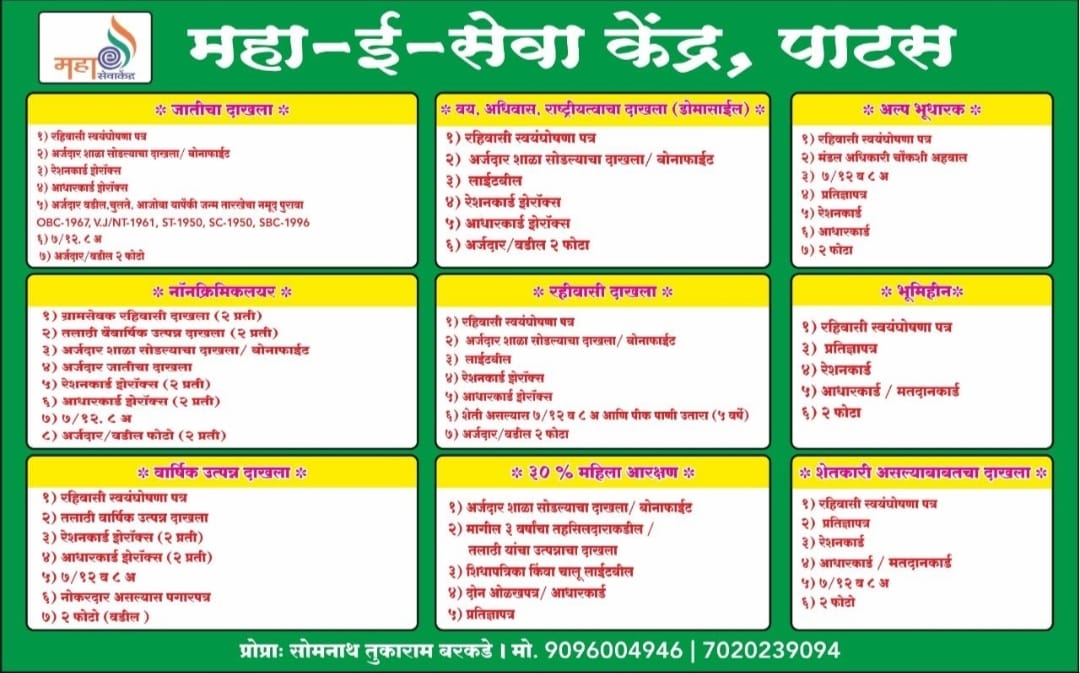 महा सेवाकेंद्र
महा-ई-सेवा केंद्र, पाटस
* जातीचा दाखला *
१) रहिवासी स्वयंघोषणा पत्र
२) अर्जदार शाळा सोडल्याचा दाखला/ बोनाफाईट
३) रेशनकार्ड झेरॉक्स
४) आधारकार्ड झेरॉक्स
५) अर्जदार वडील,चुलते, आजोबा यापैकी जन्म तारखेचा नमूद पुरावा
OBC-1967, V.J/NT-1961, ST-1950, SC-1950, SBC-1996
६) ७/१२. ८ अ
७) अर्जदार/वडील २ फोटो
* वय, अधिवास, राष्ट्रीयत्वाचा दाखला (डोमासाईल) *
१) रहिवासी स्वयंघोषणा पत्र
२) अर्जदार शाळा सोडल्याचा दाखला/ बोनाफाईट
३) लाईटबील
४) रेशनकार्ड झेरॉक्स
५) आधारकार्ड झेरॉक्स
६) अर्जदार/वडील २ फोटा
* अल्प भूधारक *
१) रहिवासी स्वयंघोषणा पत्र
२) मंडल अधिकारी चोंकशी अहवाल
३) ७/१२ व ८ अ
४) प्रतिज्ञापत्र
५) रेशनकार्ड
६) आधारकार्ड
७) २ फोटा
* नॉनक्रिमिकलयर *
१) ग्रामसेवक रहिवासी दाखला (२ प्रती)
२) तलाठी वेंवार्षिक उत्पन्न दाखला (२ प्रती)
३) अर्जदार शाळा सोडल्याचा दाखला/ बोनाफाईट
४) अर्जदार जातीचा दाखला
५) रेशनकार्ड झेरॉक्स (२ प्रती)
६) आधारकार्ड झेरॉक्स (२ प्रती)
७) ७/१२. ८ अ
८) अर्जदार/वडील फोटो (२ प्रती)
* रहीवासी दाखला *
१) रहिवासी स्वयंघोषणा पत्र
२) अर्जदार शाळा सोडल्याचा दाखला/ बोनाफाईट
३) लाईटबील
४) रेशनकार्ड झेरॉक्स
५) आधारकार्ड झेरॉक्स
६) शेती असल्यास ७/१२ व ८ अ आणि पीक पाणी उतारा (५ वर्षे)
७) अर्जदार/वडील २ फोटा
* भूमिहीन*
१) रहिवासी स्वयंघोषणा पत्र
३) प्रतिज्ञापत्र
४) रेशनकार्ड
५) आधारकार्ड / मतदानकार्ड
६) २ फोटा
* वार्षिक उत्पन्न दाखला *
१) रहिवासी स्वयंघोषणा पत्र
२) तलाठी वार्षिक उत्पन्न दाखला
३) रेशनकार्ड झेरॉक्स (२ प्रती)
४) आधारकार्ड झेरॉक्स (२ प्रती)
५) ७/१२ व ८ अ
६) नोकरदार असल्यास पगारपत्र
७) २ फोटो (वडील )
* ३० % महिला आरक्षण *
१) अर्जदार शाळा सोडल्याचा दाखला/ बोनाफाईट
२) मागील ३ वर्षांचा तहसिलदाराकडील /
तलाठी यांचा उत्पन्नाचा दाखला
३) शिधापत्रिका किंवा चालू लाईटबील
४) दोन ओळखपत्र/ आधारकार्ड
५) प्रतिज्ञापत्र
* शेतकारी असल्याबाबतचा दाखला *
१) रहिवासी स्वयंघोषणा पत्र
२) प्रतिज्ञापत्र
३) रेशनकार्ड
४) आधारकार्ड / मतदानकार्ड
५) ७/१२ व ८ अ
६) २ फोटो
प्रोप्राः सोमनाथ तुकाराम बरकडे । मो. 9096004946 | 7020239094